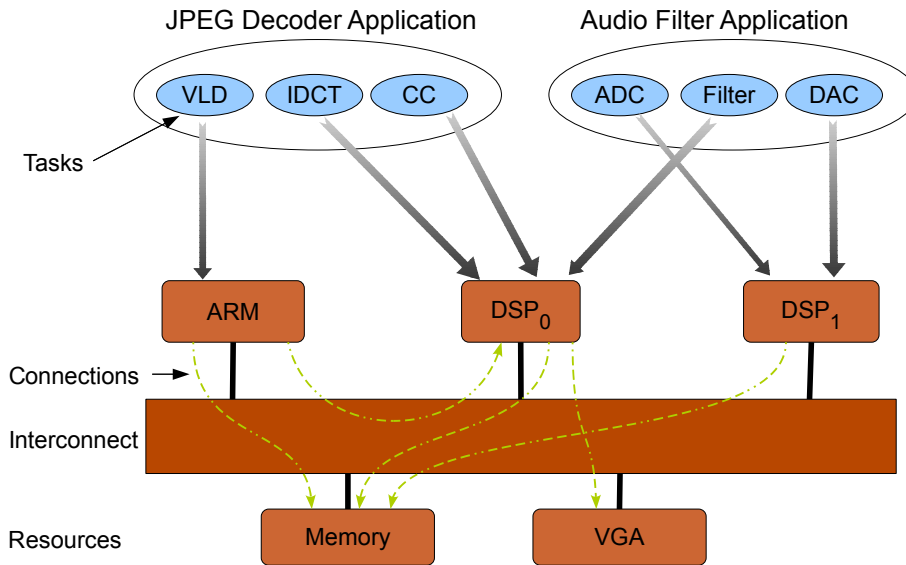 JPEG Decoder Application
Audio Filter Application
VLD
IDCT
CC
ADC
Filter
DAC
Tasks
ARM
DSP0
DSP1
Connections
Interconnect
Memory
VGA
Resources